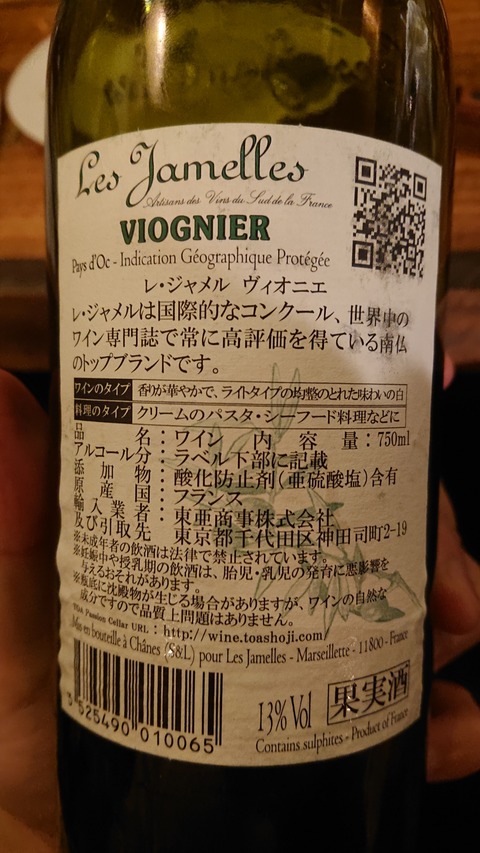 Les Jamelles
Artisans des Vins du Sud de la France
VIOGNIER
Pays d'Oc - Indication Géographique Protégée
レ・ジャメル ヴィオニエ
レ・ジャメルは国際的なコンクール、世界中の
ワイン専門誌で常に高評価を得ている南仏
のトップブランドです。
ワインのタイプ 香りが華やかで、ライトタイプの均整のとれた味わいの白
料理のタイプ クリームのパスタ・シーフード料理などに
品名：ワイン 内容量：750ml
アルコール分：ラベル下部に記載
添加物：酸化防止剤（亜硫酸塩）含有
原産国：フランス
輸入業者：東亜商事株式会社
及び引取先 東京都千代田区神田司町2-19
※未成年者の飲酒は法律で禁止されています。
※妊娠中や授乳期の飲酒は、胎児・乳児の発育に悪影響を
与えるおそれがあります。
※瓶底に沈殿物が生じる場合がありますが、ワインの自然な
成分ですので品質上問題はありません。
*Toa Passion Cellar URL : http://wine.toashoji.com/
Mis en bouteille à Chânes (S&L) pour Les Jamelles - Marseillette - 11800 - France
3 525490 010065
13% Vol 果実酒
Contains sulphites - Product of France